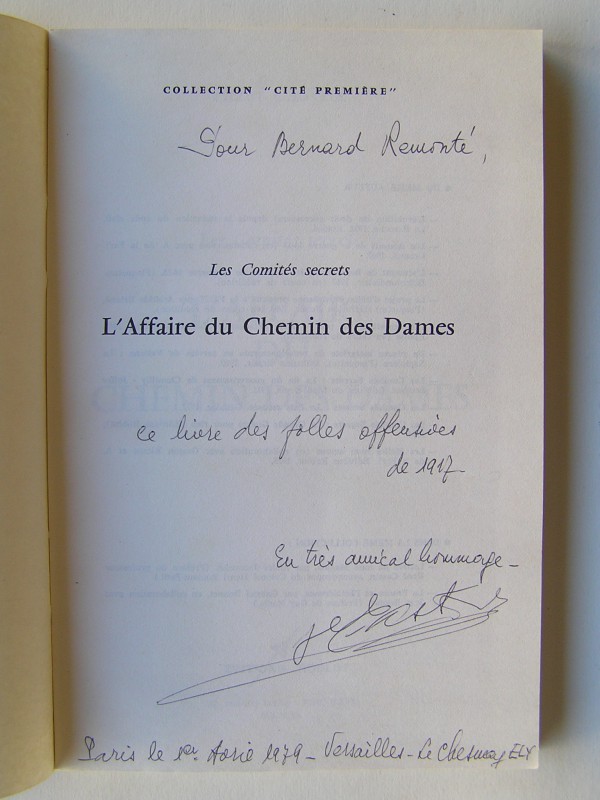 COLLECTION "CITÉ PREMIÈRE"
Pour Bernard Remonté,
Les Comités secrets
L'Affaire du Chemin des Dames
ce livre des folles offensives
de 1917-
En très amical hommage-
Paris le 1er Avril 1979- Versailles- Le Chesnay